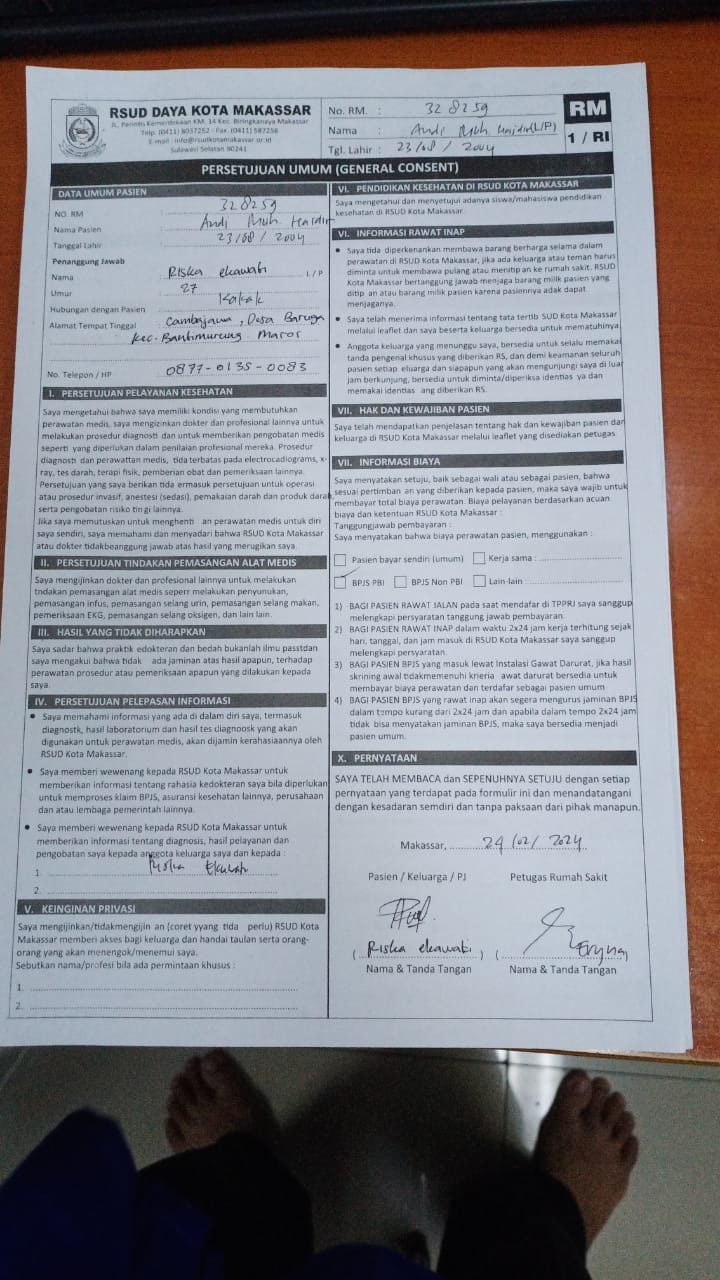 RSUD DAYA KOTA MAKASSAR
JL. Perintis Kemerdekaan KM. 14 Kec. Biringkanaya Makassar
Telp. (0411) 8037252 - Fax. (0411) 587256
E-mail : info@rsudkotamakassar.or.id
Sulawesi Selatan 90241
No. RM. : 328259
Nama : Andi Muh Haidir (L/P)
Tgl. Lahir : 23/08/2004
RM
1 / RI
PERSETUJUAN UMUM (GENERAL CONSENT)
DATA UMUM PASIEN
NO. RM : 328259
Nama Pasien : Andi Muh Haidir
Tanggal Lahir : 23/08/2004
Penanggung Jawab
Nama : Riska ekawati L/P
Umur : 27
Hubungan dengan Pasien : Kakak
Alamat Tempat Tinggal : Cambajawa, Desa Baruga
Kec. Bantimurung Maros
No. Telepon / HP : 0877-0135-0083
I. PERSETUJUAN PELAYANAN KESEHATAN
Saya mengetahui bahwa saya memiliki kondisi yang membutuhkan
perawatan medis, saya mengizinkan dokter dan profesional lainnya untuk
melakukan prosedur diagnosti dan untuk memberikan pengobatan medis
seperti yang diperlukan dalam penilaian profesional mereka. Prosedur
diagnosti dan perawattan medis, tida terbatas pada electrocadiograms, x-
ray, tes darah, terapi fisik, pemberian obat dan pemeriksaan lainnya.
Persetujuan yang saya berikan tida ermasuk persetujuan untuk operasi
atau prosedur invasif, anestesi (sedasi), pemakaian darah dan produk darah
serta pengobatan risiko tin gi lainnya.
Jika saya memutuskan untuk menghenti an perawatan medis untuk diri
saya sendiri, saya memahami dan menyadari bahwa RSUD Kota Makassar
atau dokter tidakbeanggung jawab atas hasil yang merugikan saya.
II. PERSETUJUAN TINDAKAN PEMASANGAN ALAT MEDIS
Saya mengijinkan dokter dan profesional lainnya untuk melakukan
tndakan pemasangan alat medis seperr melakukan penyunukan,
pemasangan infus, pemasangan selang urin, pemasangan selang makan,
pemeriksaan EKG, pemasangan selang oksigen, dan lain lain.
III. HASIL YANG TIDAK DIHARAPKAN
Saya sadar bahwa praktik edokteran dan bedah bukanlah ilmu passtdan
saya mengakui bahwa tidak ada jaminan atas hasil apapun, terhadap
perawatan prosedur atau pemeriksaan apapun yang dilakukan kepada
saya.
IV. PERSETUJUAN PELEPASAN INFORMASI
● Saya memahami informasi yang ada di dalam diri saya, termasuk
diagnostk, hasil laboratorium dan hasil tes diagnoosk yang akan
digunakan untuk perawatan medis, akan dijamin kerahasiaannya oleh
RSUD Kota Makassar.
● Saya memberi wewenang kepada RSUD Kota Makassar untuk
memberikan informasi tentang rahasia kedokteran saya bila diperlukan
untuk memproses klaim BPJS, asuransi kesehatan lainnya, perusahaan
dan atau lembaga pemerintah lainnya.
● Saya memberi wewenang kepada RSUD Kota Makassar untuk
memberikan informasi tentang diagnosis, hasil pelayanan dan
pengobatan saya kepada anggota keluarga saya dan kepada :
1. Riska Ekawati
2.
V. KEINGINAN PRIVASI
Saya mengijinkan/tidakmengijin an (coret yyang tida perlu) RSUD Kota
Makassar memberi akses bagi keluarga dan handai taulan serta orang-
orang yang akan menengok/menemui saya.
Sebutkan nama/profesi bila ada permintaan khusus :
1.
2.
VI. PENDIDIKAN KESEHATAN DI RSUD KOTA MAKASSAR
Saya mengetahui dan menyetujui adanya siswa/mahasiswa pendidikan
kesehatan di RSUD Kota Makassar.
VI. INFORMASI RAWAT INAP
● Saya tida diperkenankan membawa barang berharga selama dalam
perawatan di RSUD Kota Makassar, jika ada keluarga atau teman harus
diminta untuk membawa pulang atau menitip an ke rumah sakit. RSUD
Kota Makassar bertanggung jawab menjaga barang milik pasien yang
ditip an atau barang milik pasien karena pasiennya adak dapat
menjaganya.
● Saya telah menerima informasi tentang tata tertib SUD Kota Makassar
melalui leaflet dan saya beserta keluarga bersedia untuk mematuhinya.
● Anggota keluarga yang menunggu saya, bersedia untuk selalu memakai
tanda pengenal khusus yang diberikan RS, dan demi keamanan seluruh
pasien setiap eluarga dan siapapun yang akan mengunjungi saya di luar
jam berkunjung, bersedia untuk diminta/diperiksa identias ya dan
memakai identias ang diberikan RS.
VII. HAK DAN KEWAJIBAN PASIEN
Saya telah mendapatkan penjelasan tentang hak dan kewajiban pasien dan
keluarga di RSUD Kota Makassar melalui leaflet yang disediakan petugas.
VII. INFORMASI BIAYA
Saya menyatakan setuju, baik sebagai wali atau sebagai pasien, bahwa
sesuai pertimban an yang diberikan kepada pasien, maka saya wajib untuk
membayar total biaya perawatan. Biaya pelayanan berdasarkan acuan
biaya dan ketentuan RSUD Kota Makassar :
Tanggungjawab pembayaran :
Saya menyatakan bahwa biaya perawatan pasien, menggunakan :
Pasien bayar sendiri (umum) Kerja sama :
BPJS PBI BPJS Non PBI Lain-lain :
1) BAGI PASIEN RAWAT JALAN pada saat mendafar di TPPRJ saya sanggup
melengkapi persyaratan tanggung jawab pembayaran.
2) BAGI PASIEN RAWAT INAP dalam waktu 2x24 jam kerja terhitung sejak
hari, tanggal, dan jam masuk di RSUD Kota Makassar saya sanggup
melengkapi persyaratan.
3) BAGI PASIEN BPJS yang masuk lewat Instalasi Gawat Darurat, jika hasil
skrining awal tidakmemenuhi krieria awat darurat bersedia untuk
membayar biaya perawatan dan terdafar sebagai pasien umum
4) BAGI PASIEN BPJS yang rawat inap akan segera mengurus jaminan BPJS
dalam tempo kurang dari 2x24 jam dan apabila dalam tempo 2x24 jam
tidak bisa menyatakan jaminan BPJS, maka saya bersedia menjadi
pasien umum.
X. PERNYATAAN
SAYA TELAH MEMBACA dan SEPENUHNYA SETUJU dengan setiap
pernyataan yang terdapat pada formulir ini dan menandatangani
dengan kesadaran semdiri dan tanpa paksaan dari pihak manapun.
Makassar, 24/02/2024
Pasien / Keluarga / PJ Petugas Rumah Sakit
( Riska ekawati ) ( )
Nama & Tanda Tangan Nama & Tanda Tangan